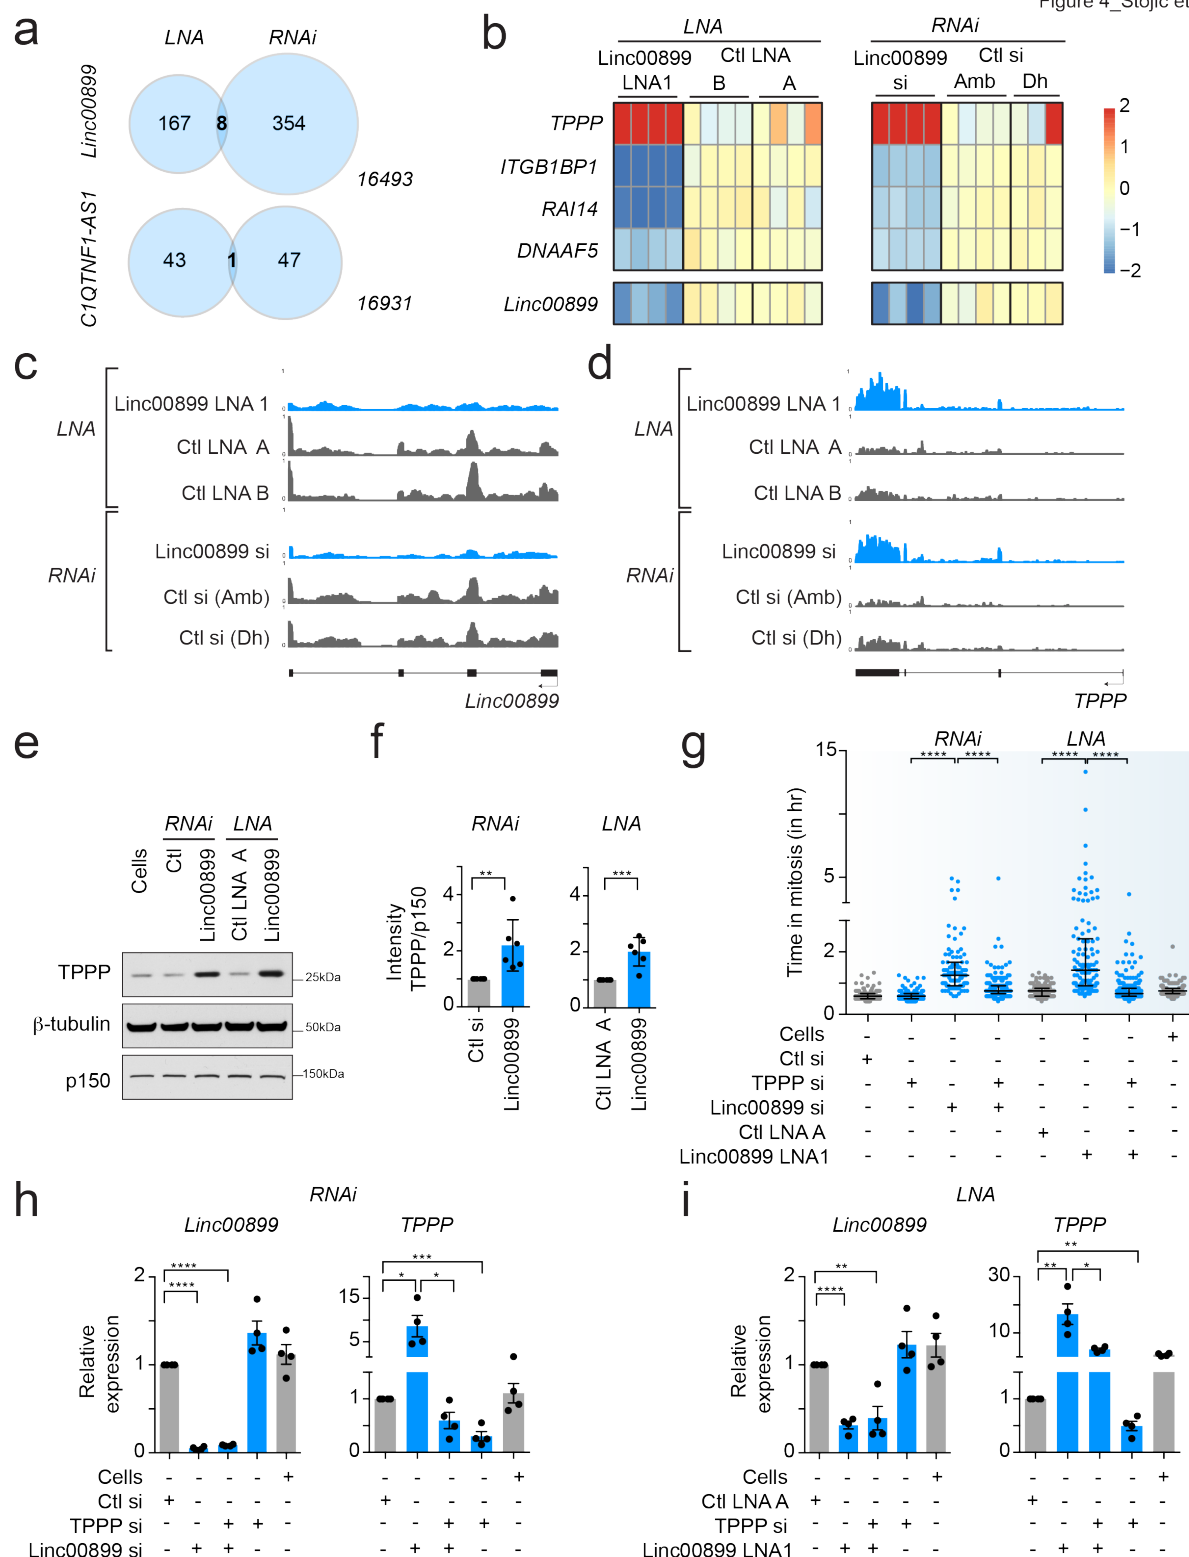 Figure 4_Stojic et
a
LNA RNAi
Linc00899
167 8 354
16493
C1QTNF1-AS1
43 1 47
16931
b
LNA RNAi
Linc00899 Ctl LNA Linc00899 Ctl si
LNA1 B A si Amb Dh
TPPP
ITGB1BP1
RAI14
DNAAF5
Linc00899
2
1
0
−1
−2
c
LNA
Linc00899 LNA 1
Ctl LNA A
Ctl LNA B
RNAi
Linc00899 si
Ctl si (Amb)
Ctl si (Dh)
Linc00899
d
LNA
Linc00899 LNA 1
Ctl LNA A
Ctl LNA B
RNAi
Linc00899 si
Ctl si (Amb)
Ctl si (Dh)
TPPP
e
RNAi LNA
Cells Ctl Linc00899 Ctl LNA A Linc00899
TPPP 25kDa
β-tubulin 50kDa
p150 150kDa
f
RNAi LNA
Intensity
TPPP/p150
** ***
4 4
2 2
0 0
Ctl si Linc00899 Ctl LNA A Linc00899
g
RNAi LNA
**** **** **** ****
Time in mitosis (in hr)
15
5
2
1
0
Cells - - - - - - - +
Ctl si + - - - - - - -
TPPP si - + - + - - + -
Linc00899 si - - + + - - - -
Ctl LNA A - - - - + - - -
Linc00899 LNA1 - - - - - + + -
h
RNAi
Linc00899 TPPP
Relative
expression
**** ****
2
1
0
*** * *
15
5
1
0
Cells - - - - + - - - - +
Ctl si + - - - - + - - - -
TPPP si - - + + - - - + + -
Linc00899 si - + + - - - + + - -
i
LNA
Linc00899 TPPP
Relative
expression
** ****
2
1
0
** ** *
30
10
1
0
Cells - - - - + - - - - +
Ctl LNA A + - - - - + - - - -
TPPP si - - + + - - - + + -
Linc00899 LNA1 - + + - - - + + - -